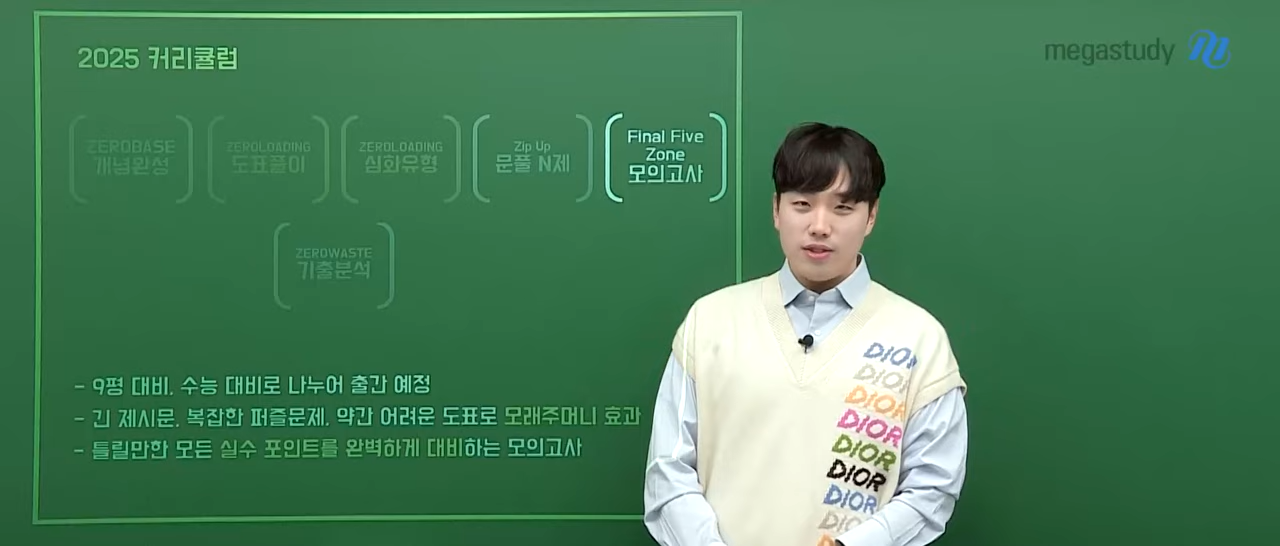 2025 커리큘럼
megastudy
ZEROBASE
개념완성
ZEROLOADING
도표풀이
ZEROLOADING
심화유형
Zip Up
문풀 N제
Final Five
Zone
모의고사
ZEROWASTE
기출분석
- 9평 대비, 수능 대비로 나누어 출간 예정
- 긴 제시문, 복잡한 퍼즐문제, 약간 어려운 도표로 모래주머니 효과
- 틀릴만한 모든 실수 포인트를 완벽하게 대비하는 모의고사
DIOR
DIOR
DIOR
DIOR
DIOR
DIOR
DIOR